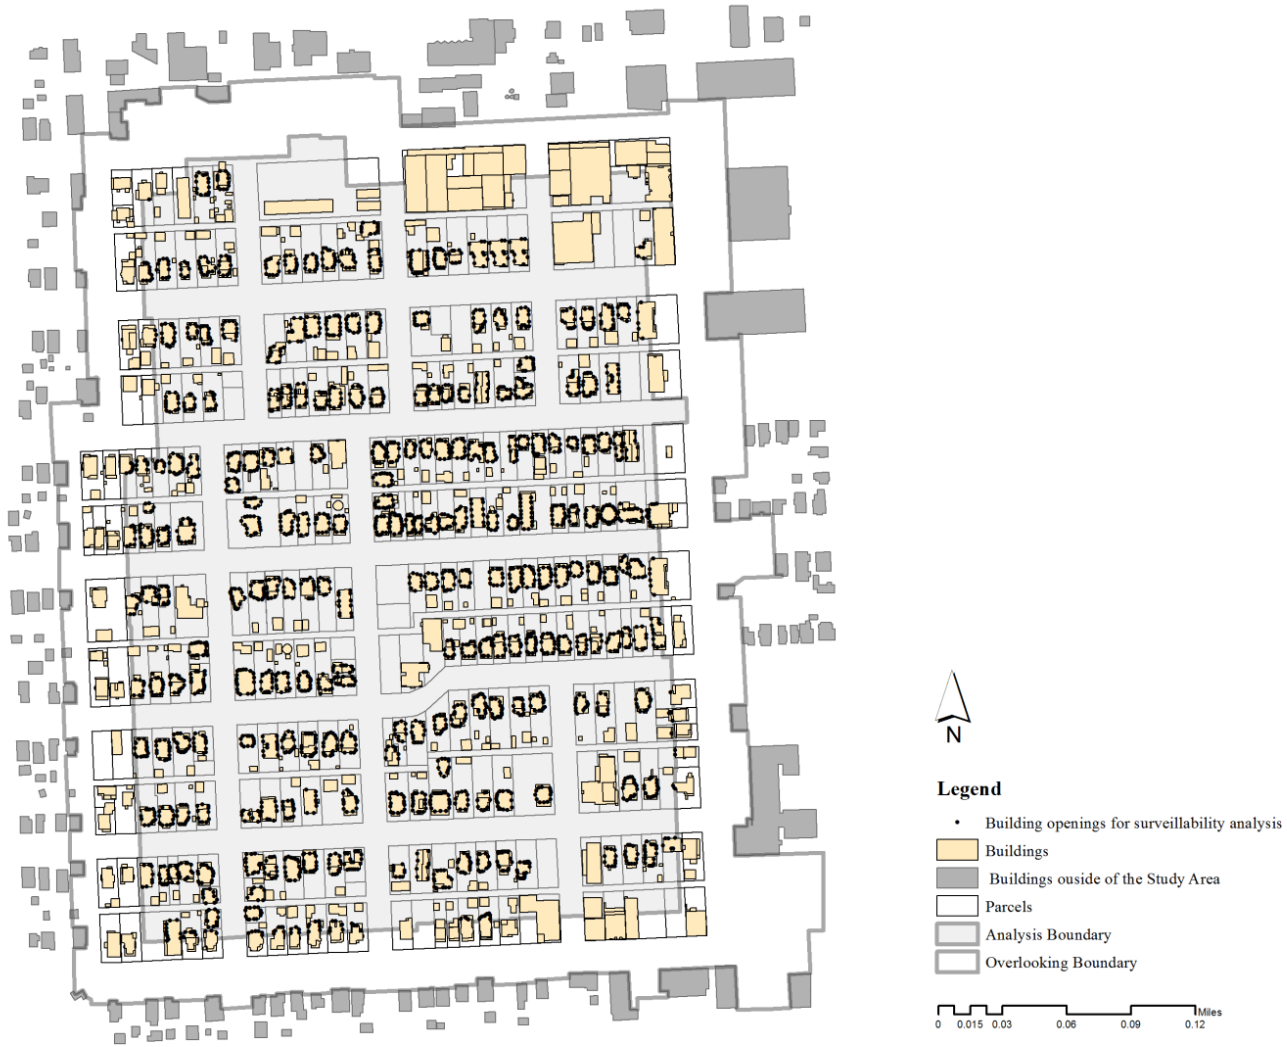 N
Legend
Building openings for surveillability analysis
Buildings
Buildings ouside of the Study Area
Parcels
Analysis Boundary
Overlooking Boundary
Miles
0 0.015 0.03 0.06 0.09 0.12